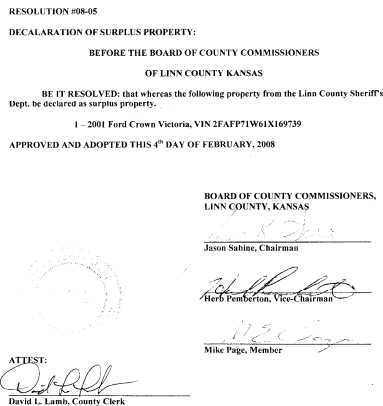 RESOLUTION #08-05
DECALARATION OF SURPLUS PROPERTY:
BEFORE THE BOARD OF COUNTY COMMISSIONERS
OF LINN COUNTY KANSAS
BE IT RESOLVED: that whereas the following property from the Linn County Sheriff's
Dept. be declared as surplus property.
1 – 2001 Ford Crown Victoria, VIN 2FAFP71W61X169739
APPROVED AND ADOPTED THIS 4th DAY OF FEBRUARY, 2008
BOARD OF COUNTY COMMISSIONERS,
LINN COUNTY, KANSAS
Jason Sabine, Chairman
Herb Pemberton, Vice-Chairman
Mike Page, Member
ATTEST:
David L. Lamb, County Clerk